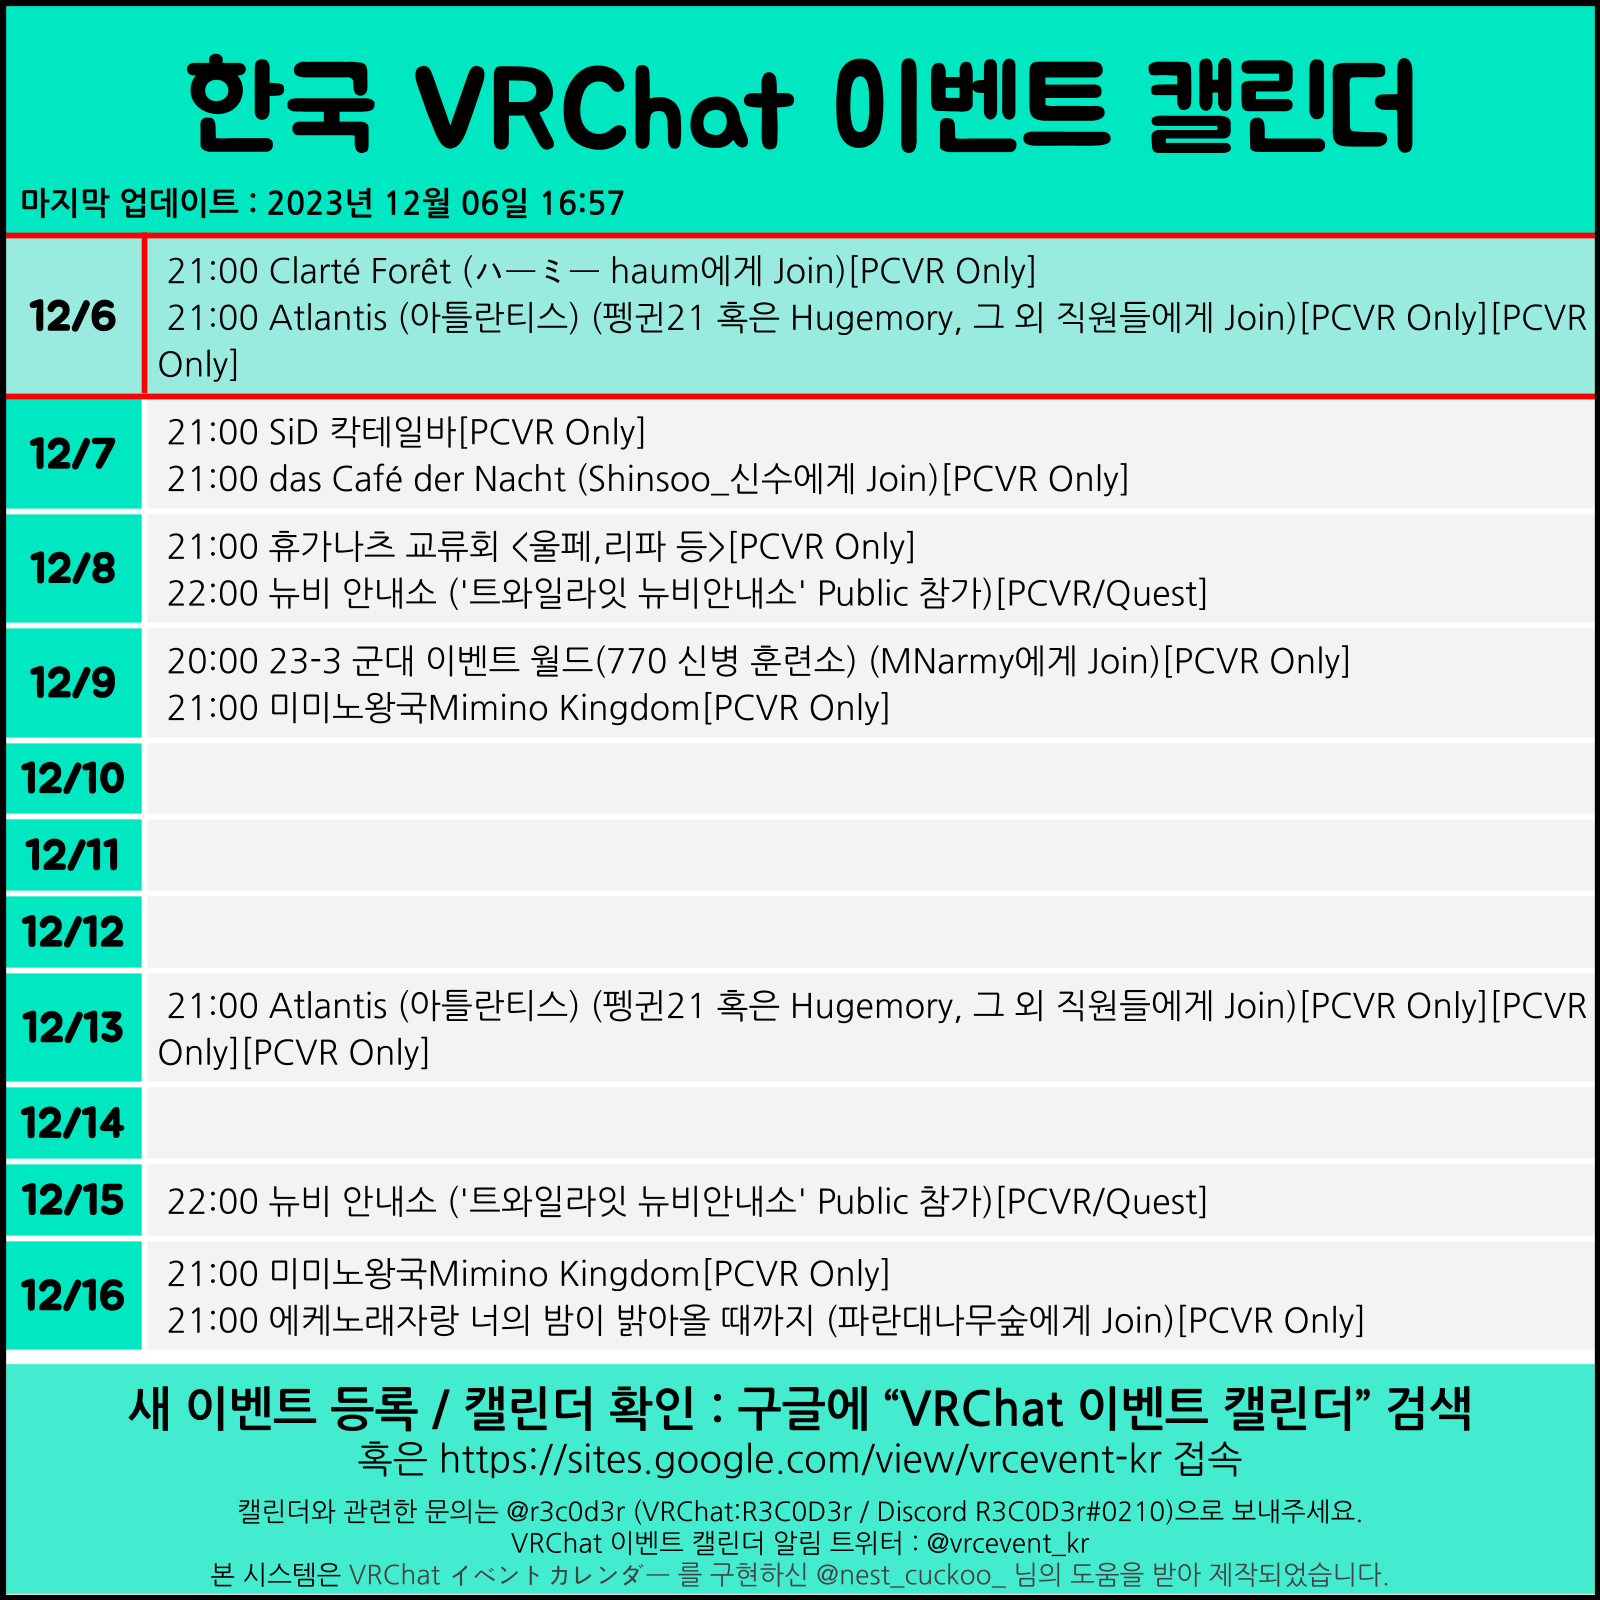 한국 VRChat 이벤트 캘린더
마지막 업데이트 : 2023년 12월 06일 16:57
12/6
21:00 Clarté Forêt (ハーミー haum에게 Join)[PCVR Only]
21:00 Atlantis (아틀란티스) (펭귄21 혹은 Hugemory, 그 외 직원들에게 Join)[PCVR Only][PCVR
Only]
12/7
21:00 SiD 칵테일바[PCVR Only]
21:00 das Café der Nacht (Shinsoo_신수에게 Join)[PCVR Only]
12/8
21:00 휴가나츠 교류회 <울페,리파 등>[PCVR Only]
22:00 뉴비 안내소 ('트와일라잇 뉴비안내소' Public 참가)[PCVR/Quest]
12/9
20:00 23-3 군대 이벤트 월드(770 신병 훈련소) (MNarmy에게 Join)[PCVR Only]
21:00 미미노왕국Mimino Kingdom[PCVR Only]
12/10
12/11
12/12
12/13
21:00 Atlantis (아틀란티스) (펭귄21 혹은 Hugemory, 그 외 직원들에게 Join)[PCVR Only][PCVR
Only][PCVR Only]
12/14
12/15
22:00 뉴비 안내소 ('트와일라잇 뉴비안내소' Public 참가)[PCVR/Quest]
12/16
21:00 미미노왕국Mimino Kingdom[PCVR Only]
21:00 에케노래자랑 너의 밤이 밝아올 때까지 (파란대나무숲에게 Join)[PCVR Only]
새 이벤트 등록 / 캘린더 확인 : 구글에 “VRChat 이벤트 캘린더” 검색
혹은 https://sites.google.com/view/vrcevent-kr 접속
캘린더와 관련한 문의는 @r3c0d3r (VRChat:R3C0D3r / Discord R3C0D3r#0210)으로 보내주세요.
VRChat 이벤트 캘린더 알림 트위터 : @vrcevent_kr
본 시스템은 VRChat イベントカレンダー 를 구현하신 @nest_cuckoo_ 님의 도움을 받아 제작되었습니다.